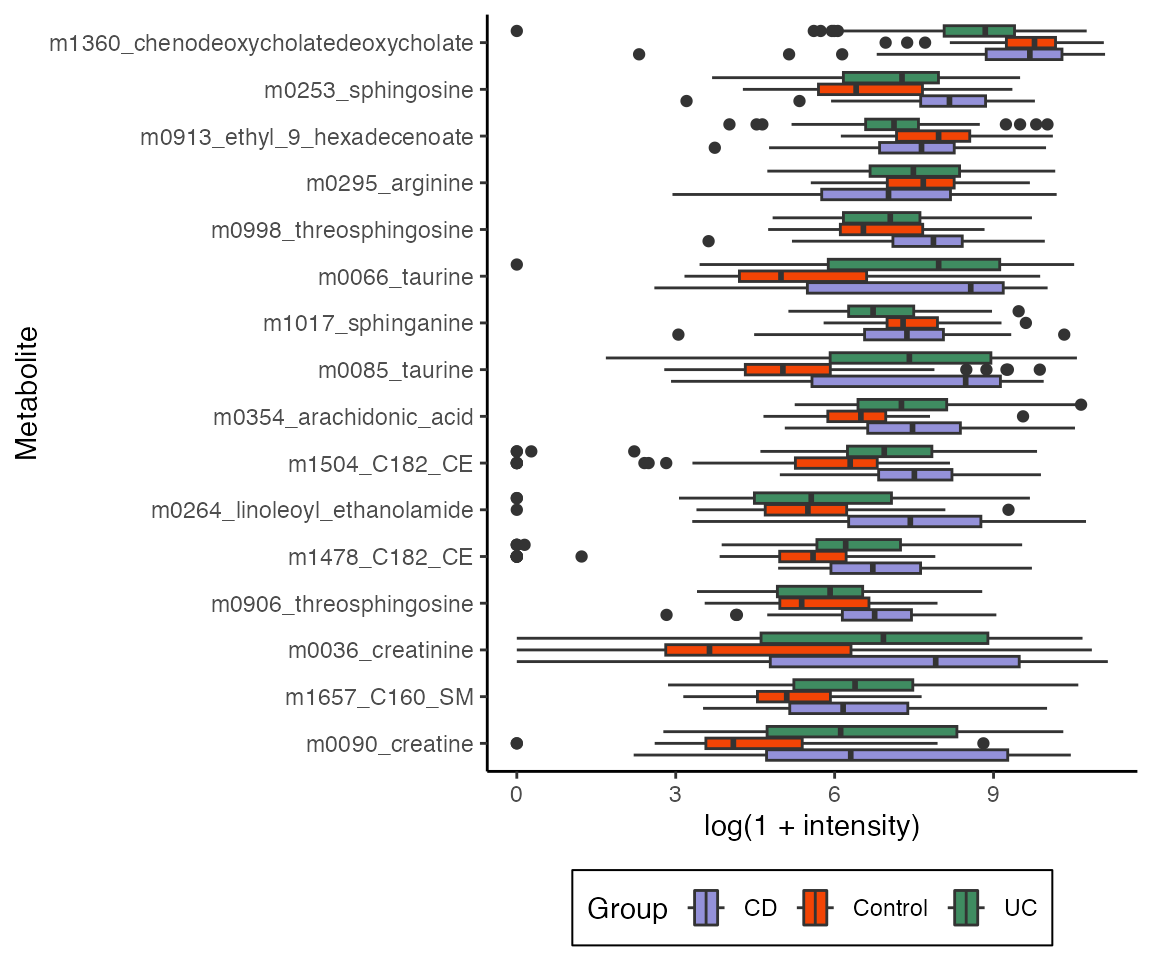 m1360_chenodeoxycholatedeoxycholate
m0253_sphingosine
m0913_ethyl_9_hexadecenoate
m0295_arginine
m0998_threosphingosine
m0066_taurine
m1017_sphinganine
m0085_taurine
m0354_arachidonic_acid
m1504_C182_CE
m0264_linoleoyl_ethanolamide
m1478_C182_CE
m0906_threosphingosine
m0036_creatinine
m1657_C160_SM
m0090_creatine
Metabolite
0 3 6 9
log(1 + intensity)
Group CD Control UC